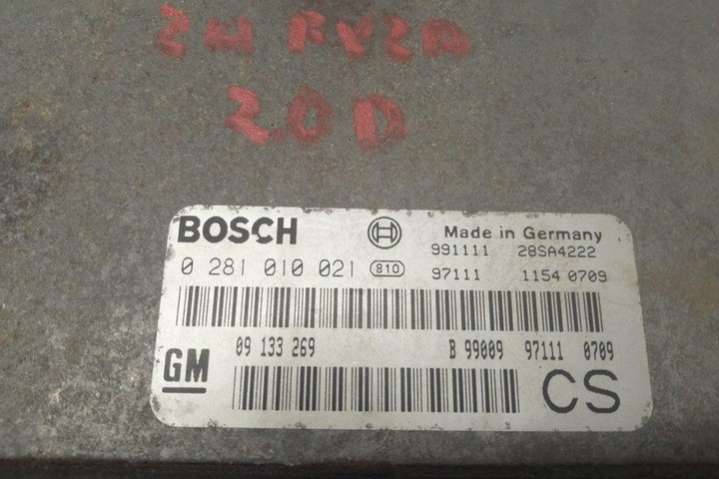 2.0 D
BOSCH
Made in Germany
991111 28SA4222
0 281 010 021 810
97111 1154 0709
09 133 269 B 99009 97111 0709
GM
CS